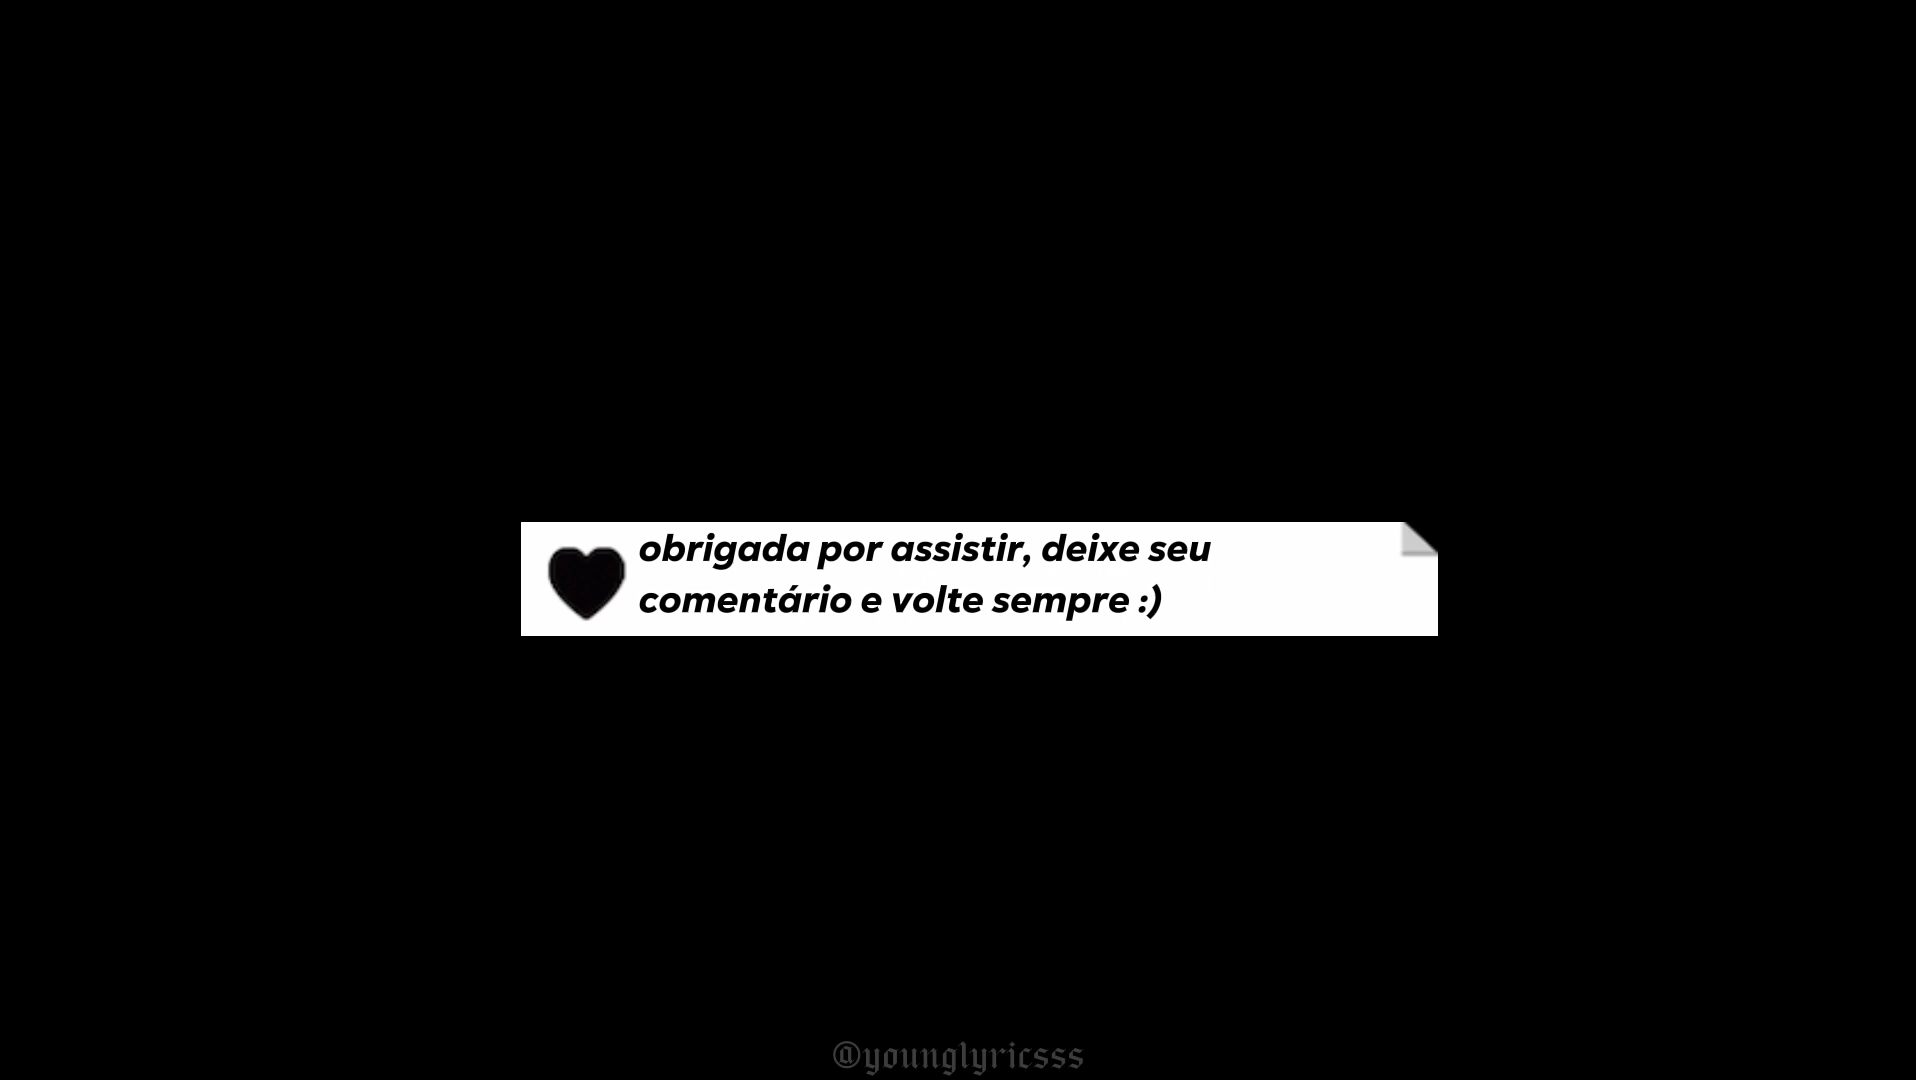 obrigada por assistir, deixe seu
comentário e volte sempre :)
@younglyricsss